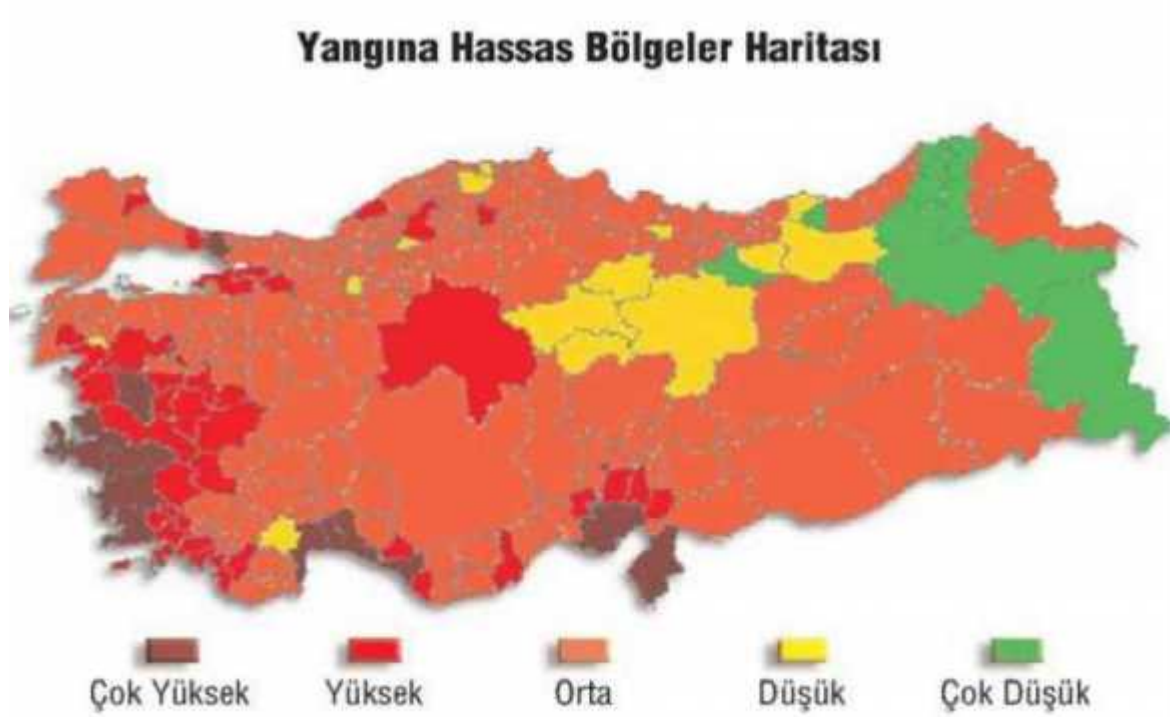 Yangına Hassas Bölgeler Haritası
Çok Yüksek
Yüksek
Orta
Düşük
Çok Düşük